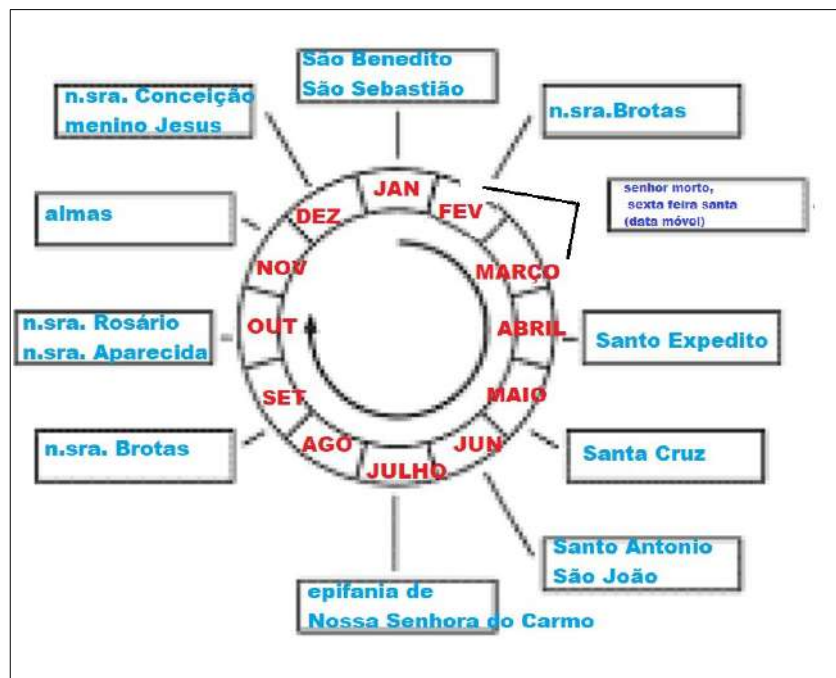 São Benedito
São Sebastião
n.sra. Conceição
menino Jesus
n.sra.Brotas
almas
senhor morto,
sexta feira santa
(data móvol)
n.sra. Rosário
n.sra. Aparecida
Santo Expedito
n.sra. Brotas
Santa Cruz
Santo Antonio
São João
epifania de
Nossa Senhora do Carmo
JAN
FEV
MARÇO
ABRIL
MAIO
JUN
JULHO
AGO
SET
OUT
NOV
DEZ